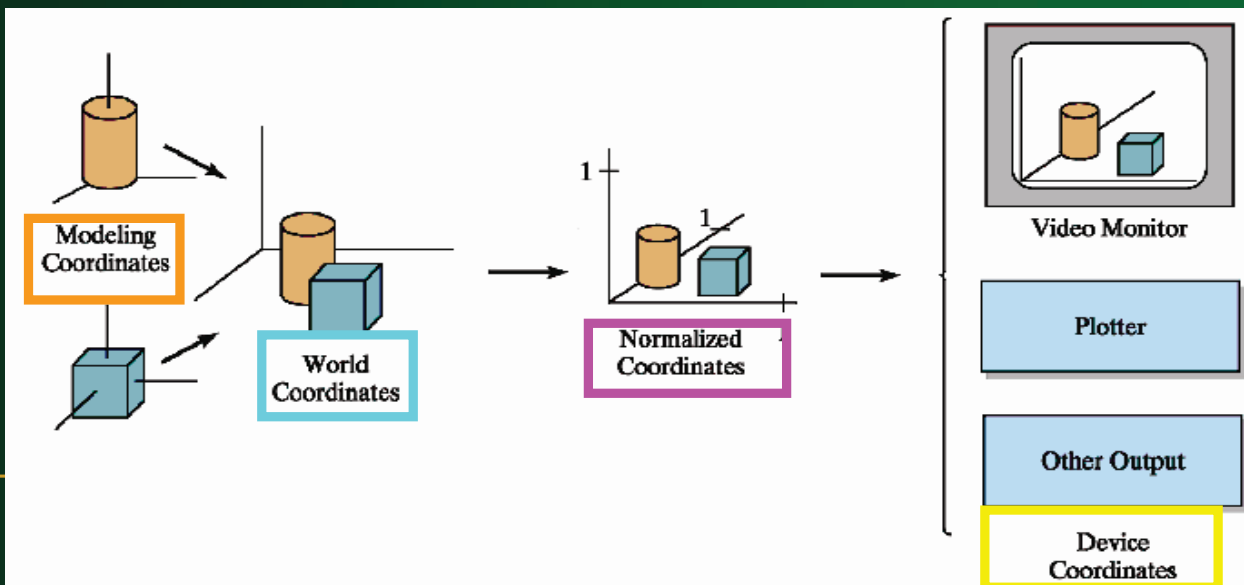 Modeling
Coordinates
World
Coordinates
1
1
Normalized
Coordinates
Video Monitor
Plotter
Other Output
Device
Coordinates